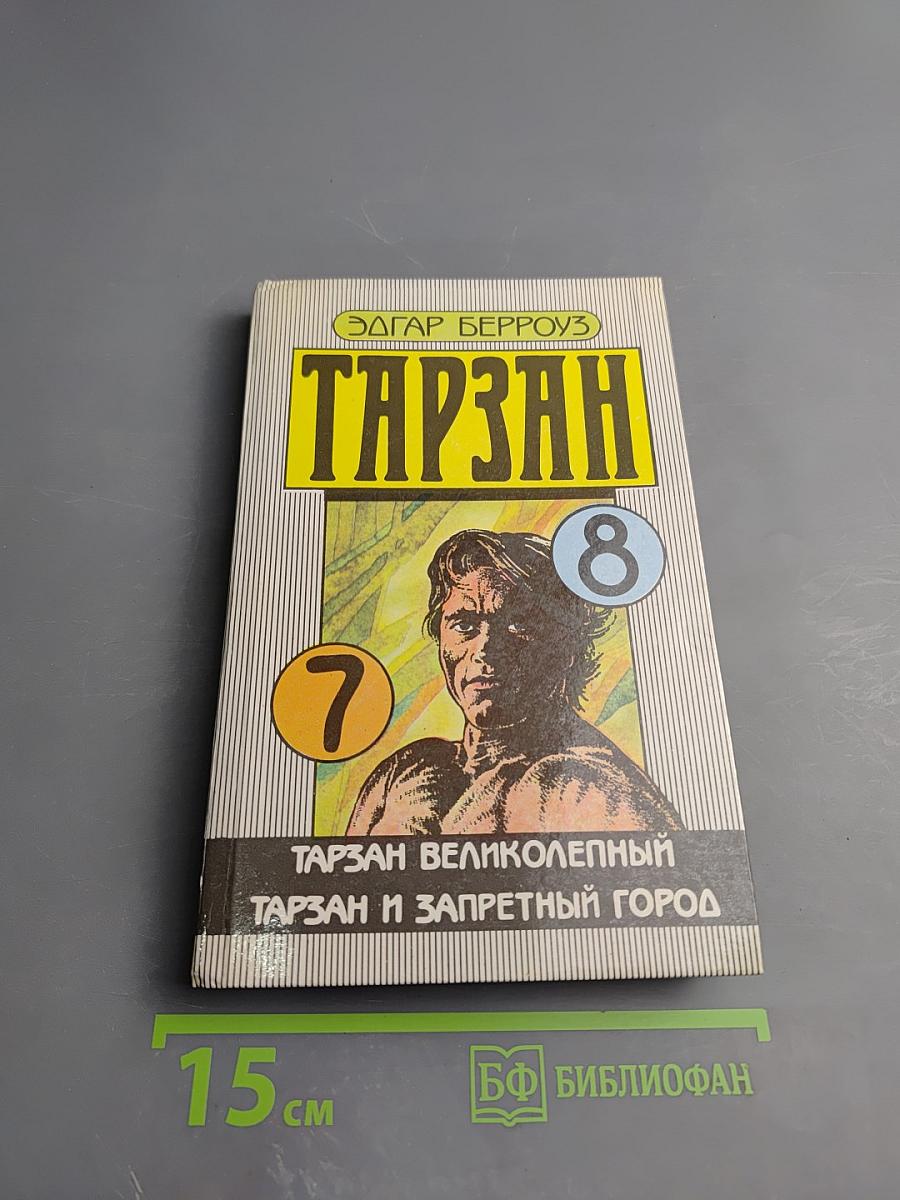 ЭДГАР БЕРРОУЗ
ТАРЗАН
8
7
ТАРЗАН ВЕЛИКОЛЕПНЫЙ
ТАРЗАН И ЗАПРЕТНЫЙ ГОРОД
15 см
БФ БИБЛИОФАН